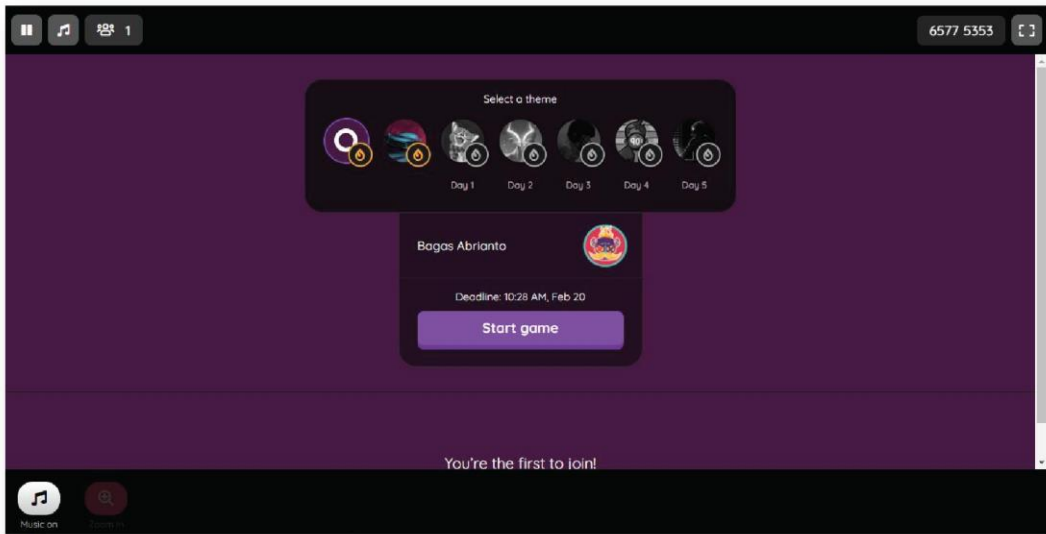 1
6577 5353
Select a theme
Day 1 Day 2 Day 3 Day 4 Day 5
Bagas Abrianto
Deadline: 10:28 AM, Feb 20
Start game
You're the first to join!
Music on